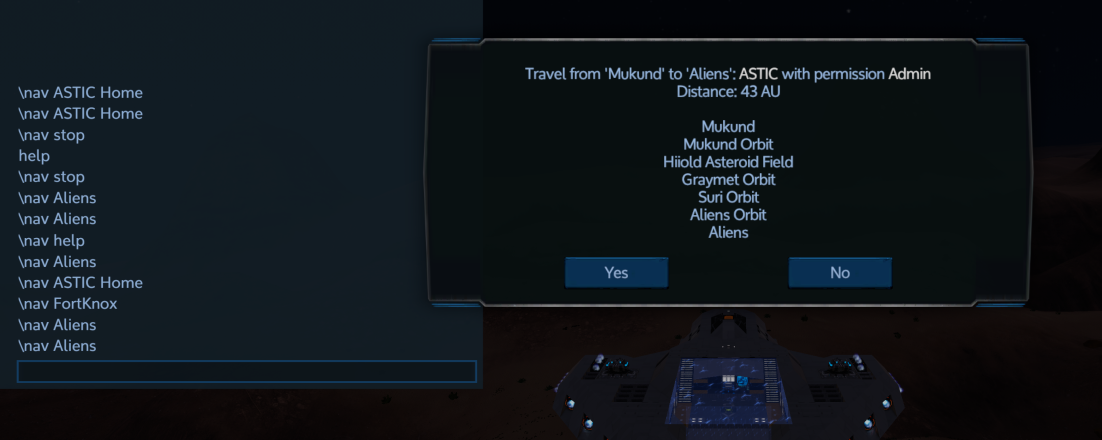 \nav ASTIC Home
\nav ASTIC Home
\nav stop
help
\nav stop
\nav Aliens
\nav Aliens
\nav help
\nav Aliens
\nav ASTIC Home
\nav FortKnox
\nav Aliens
\nav Aliens
Travel from 'Mukund' to 'Aliens': ASTIC with permission Admin
Distance: 43 AU
Mukund
Mukund Orbit
Hiiold Asteroid Field
Graymet Orbit
Suri Orbit
Aliens Orbit
Aliens
Yes
No